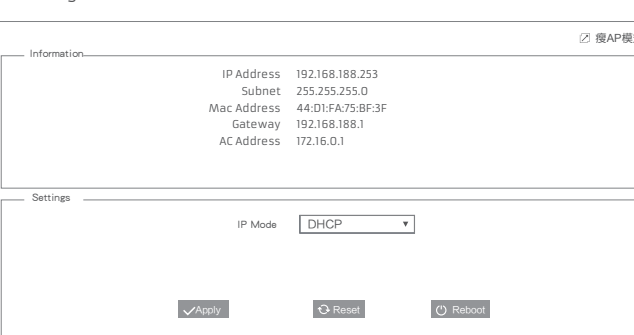 瘦AP模
Information
IP Address 192.168.188.253
Subnet 255.255.255.0
Mac Address 44:D1:FA:75:BF:3F
Gateway 192.168.188.1
AC Address 172.16.0.1
Settings
IP Mode DHCP
Apply Reset Reboot